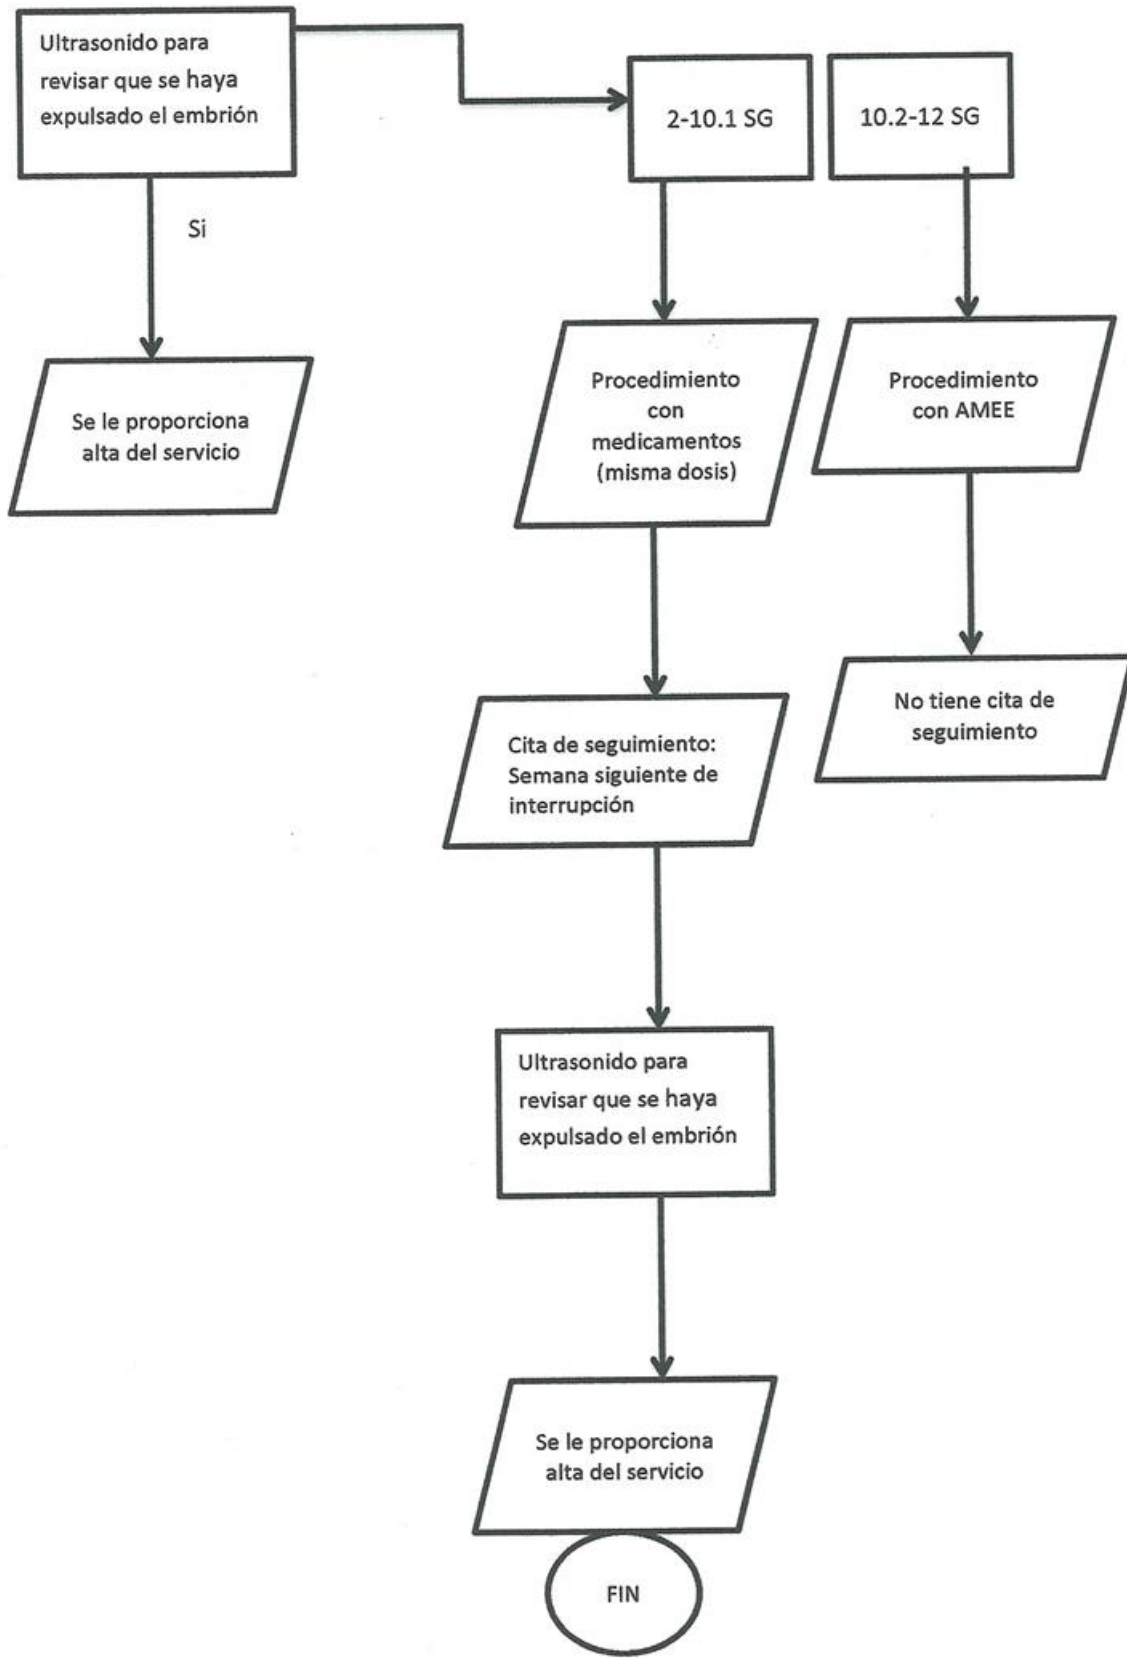 Ultrasonido para
revisar que se haya
expulsado el embrión
2-10.1 SG
10.2-12 SG
Si
Se le proporciona
alta del servicio
Procedimiento
con
medicamentos
(misma dosis)
Procedimiento
con AMEE
Cita de seguimiento:
Semana siguiente de
interrupción
No tiene cita de
seguimiento
Ultrasonido para
revisar que se haya
expulsado el embrión
Se le proporciona
alta del servicio
FIN